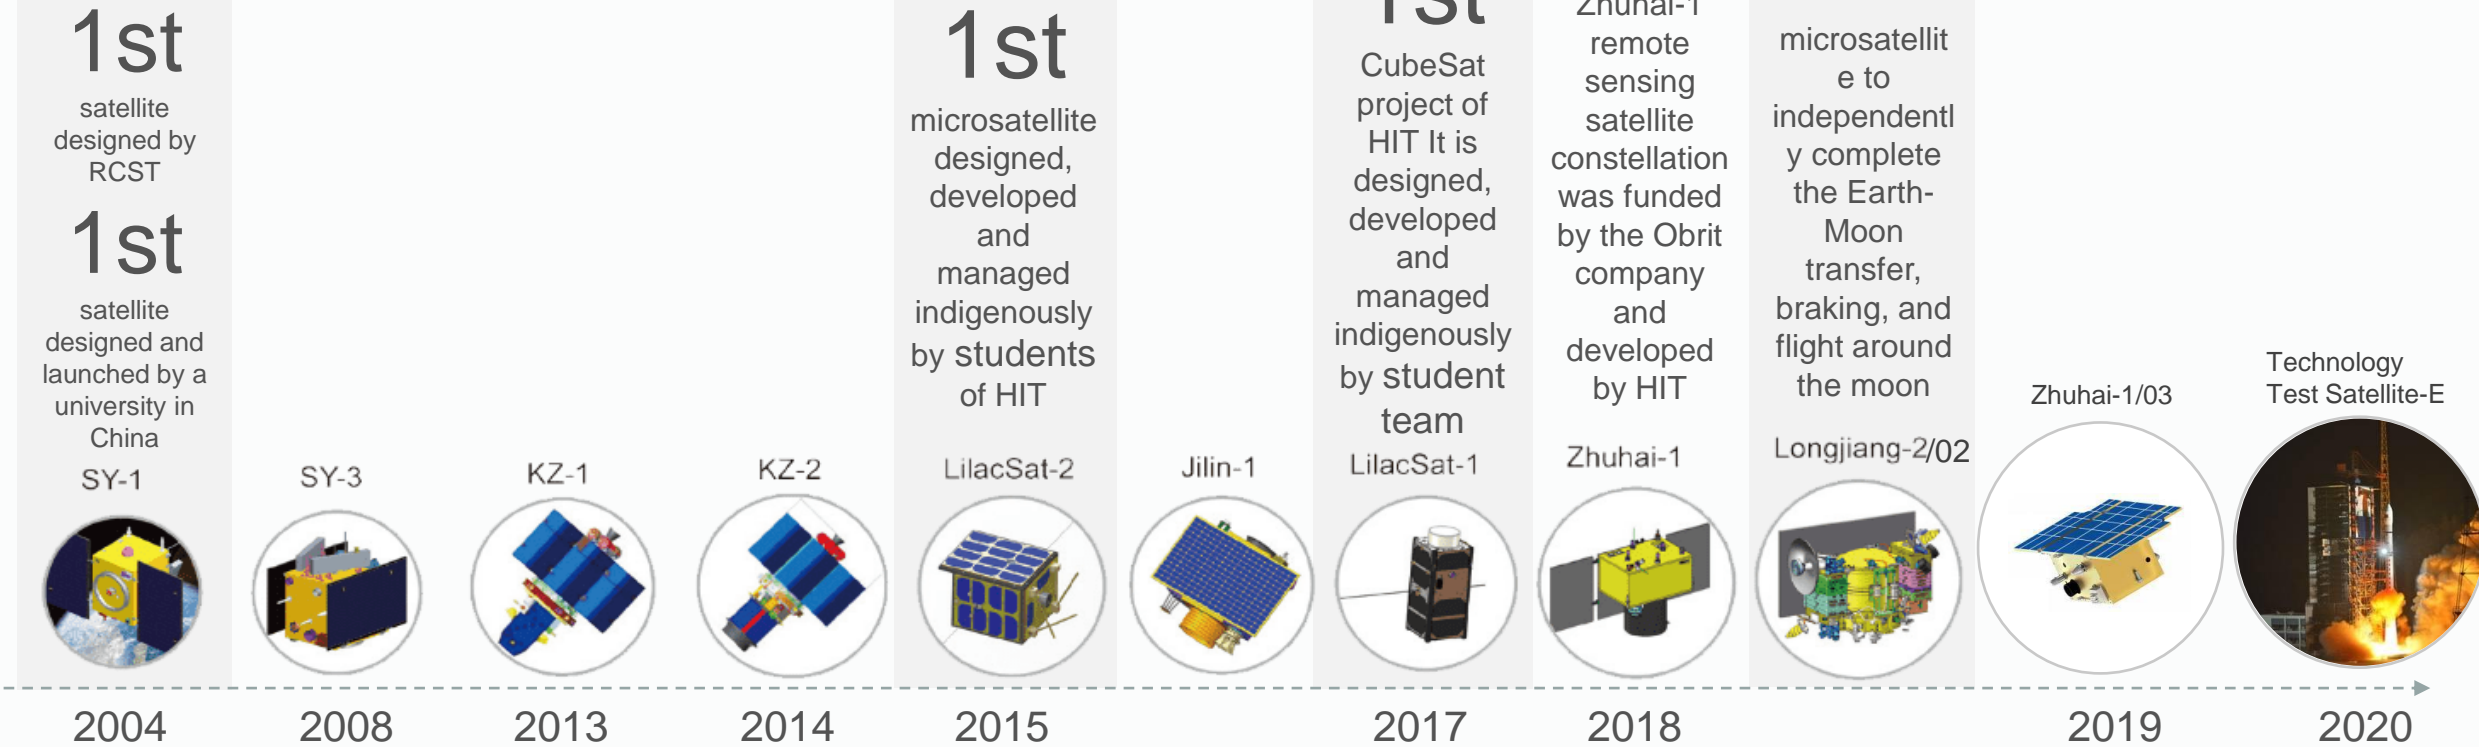 1st
satellite
designed by
RCST
1st
satellite
designed and
launched by a
university in
China
SY-1
SY-3
KZ-1
KZ-2
1st
microsatellite
designed,
developed
and
managed
indigenously
by students
of HIT
LilacSat-2
Jilin-1
1st
CubeSat
project of
HIT It is
designed,
developed
and
managed
indigenously
by student
team
LilacSat-1
Zhuhai-1
remote
sensing
satellite
constellation
was funded
by the Obrit
company
and
developed
by HIT
Zhuhai-1
microsatellit
e to
independentl
y complete
the Earth-
Moon
transfer,
braking, and
flight around
the moon
Longjiang-2/02
Zhuhai-1/03
Technology
Test Satellite-E
2004
2008
2013
2014
2015
2017
2018
2019
2020